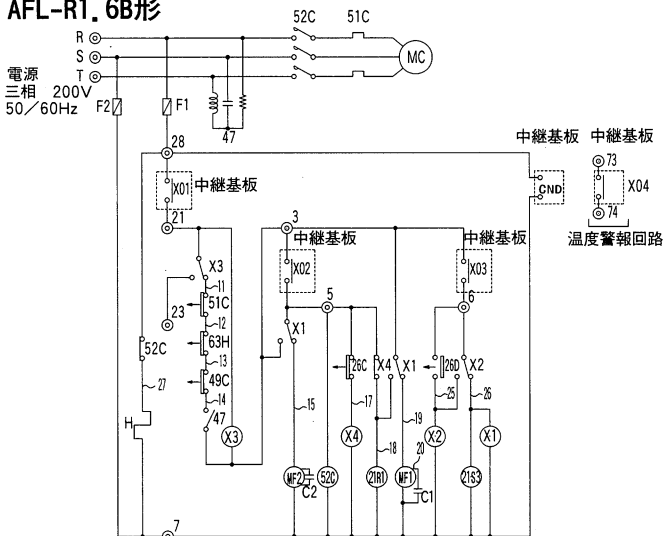 AFL-R1.6B形
52C 51C
R
S
T
MC
電源
三相 200V
50/60Hz
F2
F1
47
28
中継基板 中継基板
X01 中継基板
CND
73
X04
74
温度警報回路
21
3
中継基板
中継基板
X02
X03
X3
11
51C
23
12
5
6
X1
52C
63H
13
26C
X4
X1
26D
X2
27
49C
14
15
17
19
25
26
H
47
X3
X4
18
20
X2
X1
MF2
C2
52C
21R1
MF1
C1
21S3
7